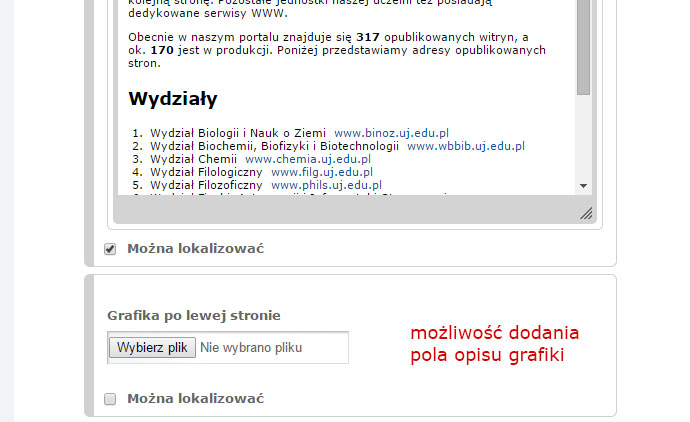 kolejną stronę. Pozostałe jednostki naszej uczelni też posiadają
dedykowane serwisy WWW.
Obecnie w naszym portalu znajduje się 317 opublikowanych witryn, a
ok. 170 jest w produkcji. Poniżej przedstawiamy adresy opublikowanych
stron.
Wydziały
1. Wydział Biologii i Nauk o Ziemi www.binoz.uj.edu.pl
2. Wydział Biochemii, Biofizyki i Biotechnologii www.wbbib.uj.edu.pl
3. Wydział Chemii www.chemia.uj.edu.pl
4. Wydział Filologiczny www.filg.uj.edu.pl
5. Wydział Filozoficzny www.phils.uj.edu.pl
Można lokalizować
Grafika po lewej stronie
Wybierz plik Nie wybrano pliku
możliwość dodania
pola opisu grafiki
Można lokalizować